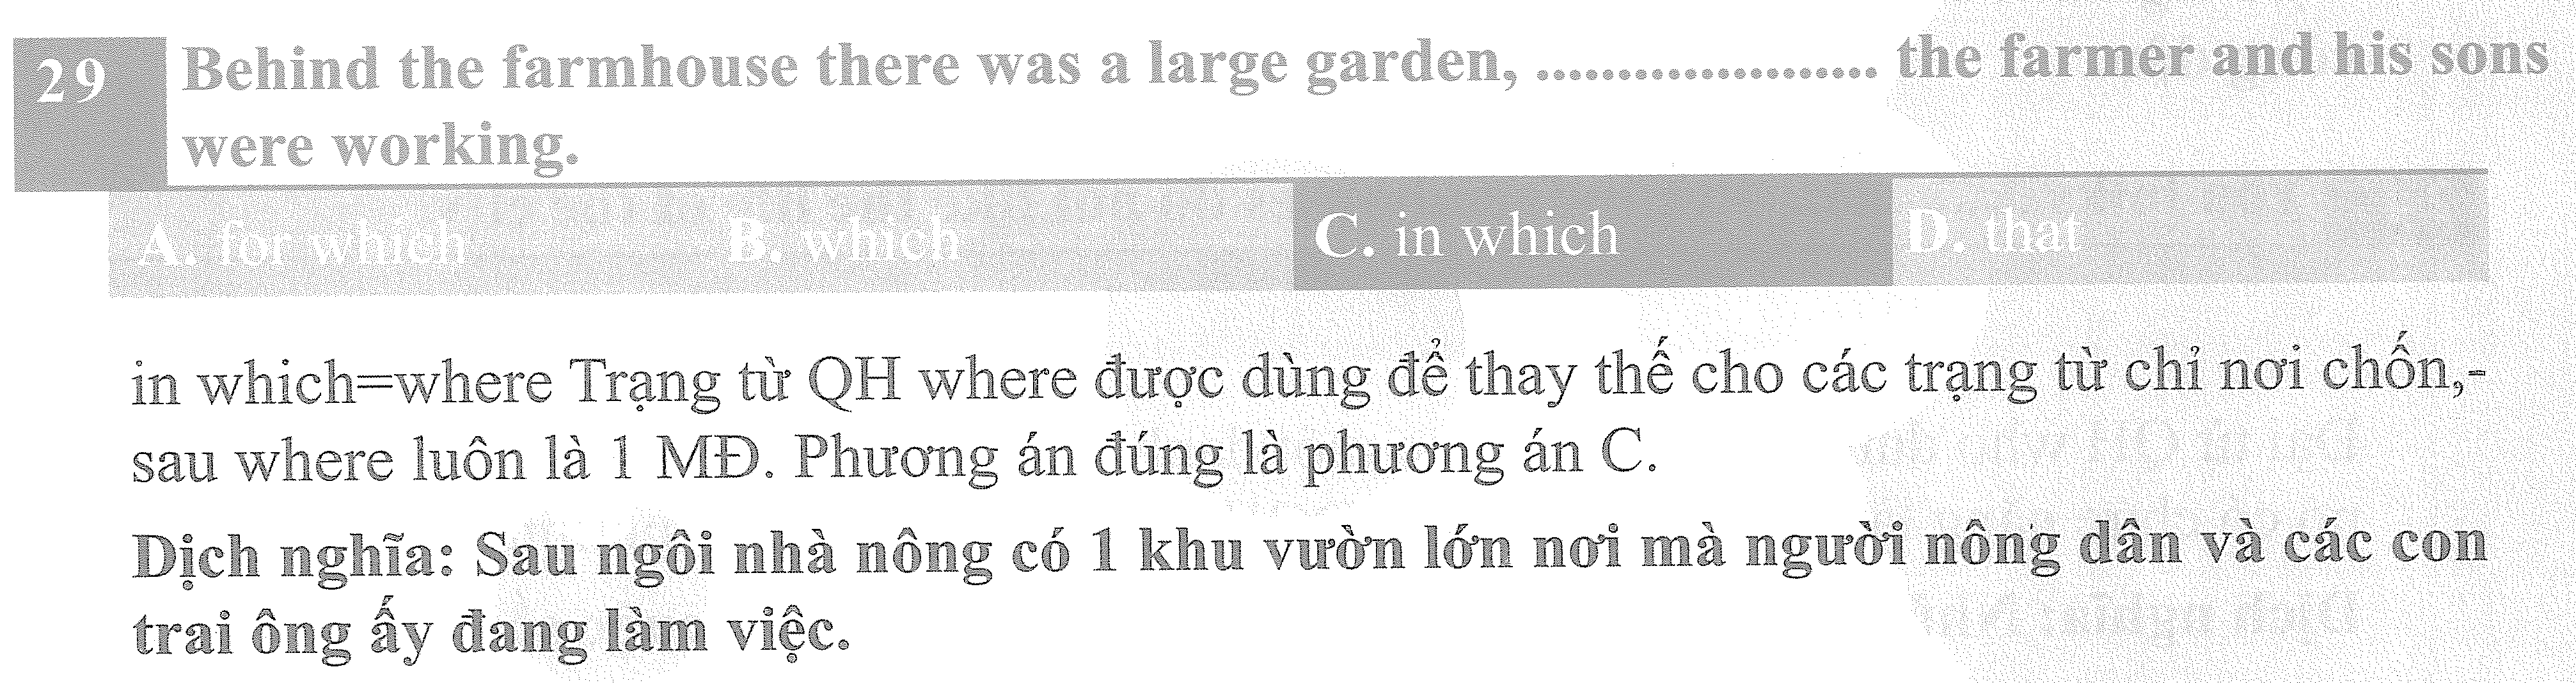 29 Behind the farmhouse there was a large garden, .................... the farmer and his sons
were working.
A. for which B. which C. in which D. that
in which=where Trạng từ QH where được dùng để thay thế cho các trạng từ chỉ nơi chốn,-
sau where luôn là 1 MĐ. Phương án đúng là phương án C.
Dịch nghĩa: Sau ngôi nhà nông có 1 khu vườn lớn nơi mà người nông dân và các con
trai ông ấy đang làm việc.